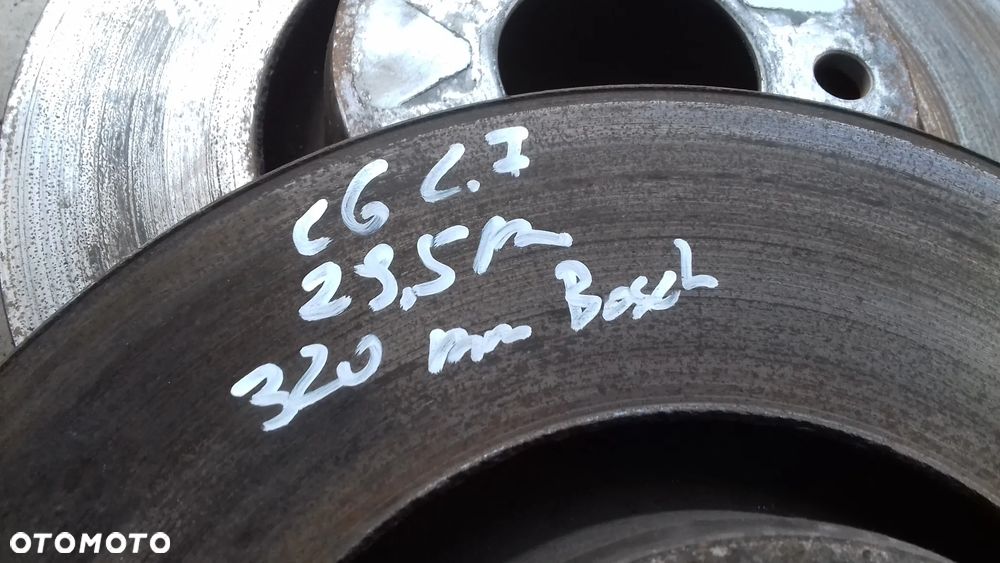 C6 C.7
29,5 m
320 mm Bosch
OTOMOTO